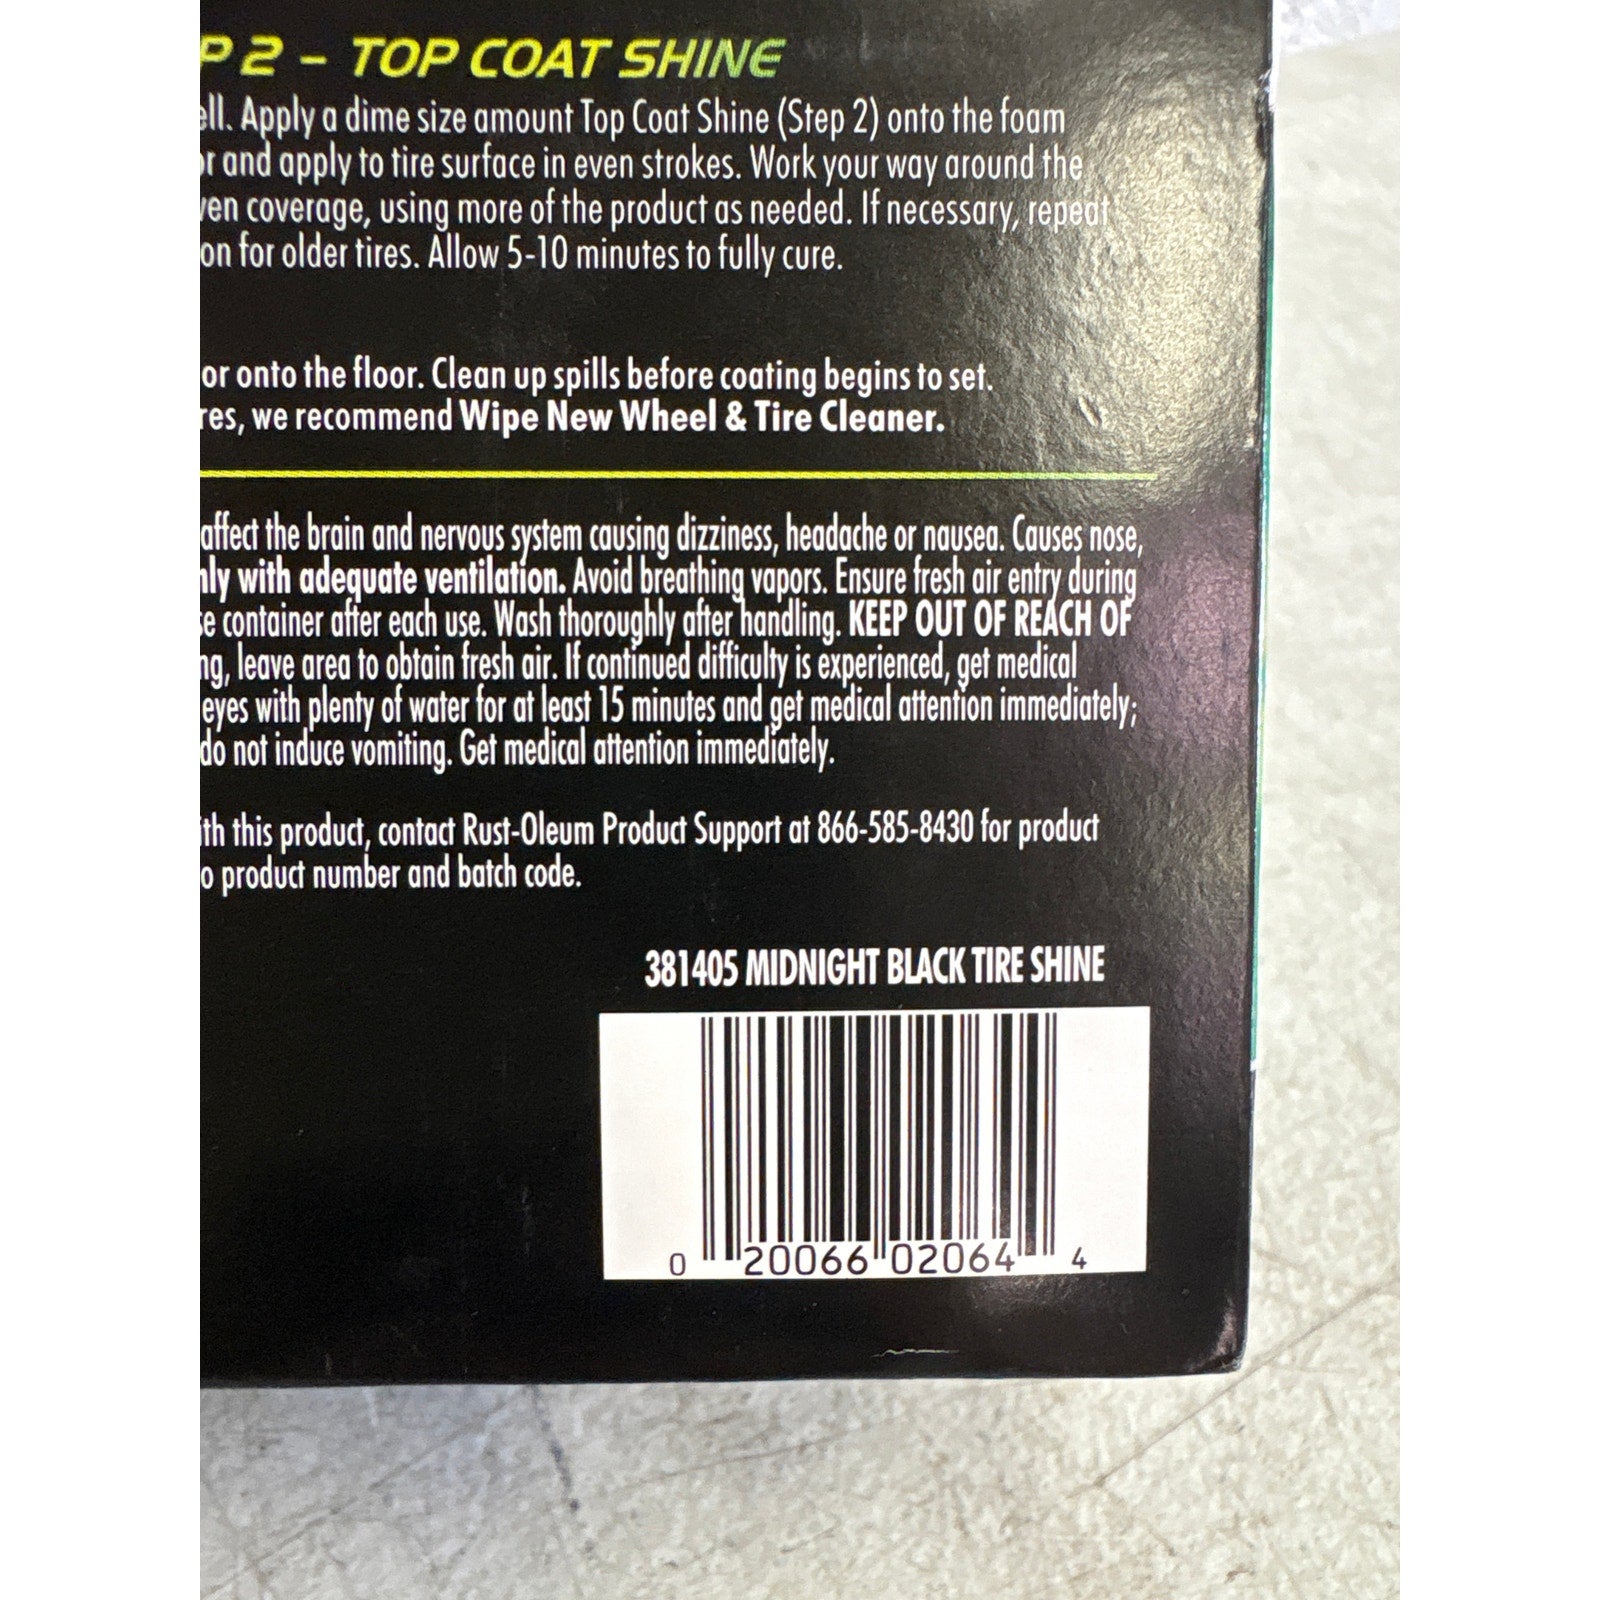 P 2 – TOP COAT SHINE
ell. Apply a dime size amount Top Coat Shine (Step 2) onto the foam
or and apply to tire surface in even strokes. Work your way around the
ven coverage, using more of the product as needed. If necessary, repeat
on for older tires. Allow 5-10 minutes to fully cure.
or onto the floor. Clean up spills before coating begins to set.
res, we recommend Wipe New Wheel & Tire Cleaner.
affect the brain and nervous system causing dizziness, headache or nausea. Causes nose,
nly with adequate ventilation. Avoid breathing vapors. Ensure fresh air entry during
se container after each use. Wash thoroughly after handling. KEEP OUT OF REACH OF
ng, leave area to obtain fresh air. If continued difficulty is experienced, get medical
eyes with plenty of water for at least 15 minutes and get medical attention immediately;
do not induce vomiting. Get medical attention immediately.
ith this product, contact Rust-Oleum Product Support at 866-585-8430 for product
o product number and batch code.
381405 MIDNIGHT BLACK TIRE SHINE
0 20066 02064 4